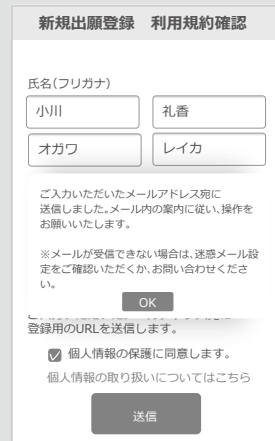 新規出願登録 利用規約確認
氏名(フリガナ)
小川 礼香
オガワ レイカ
ご入力いただいたメールアドレス宛に
送信しました。メール内の案内に従い、操作を
お願いいたします。
※メールが受信できない場合は、迷惑メール設
定をご確認いただくか、お問い合わせくださ
い。
OK
登録用のURLを送信します。
個人情報の保護に同意します。
個人情報の取り扱いについてはこちら
送信